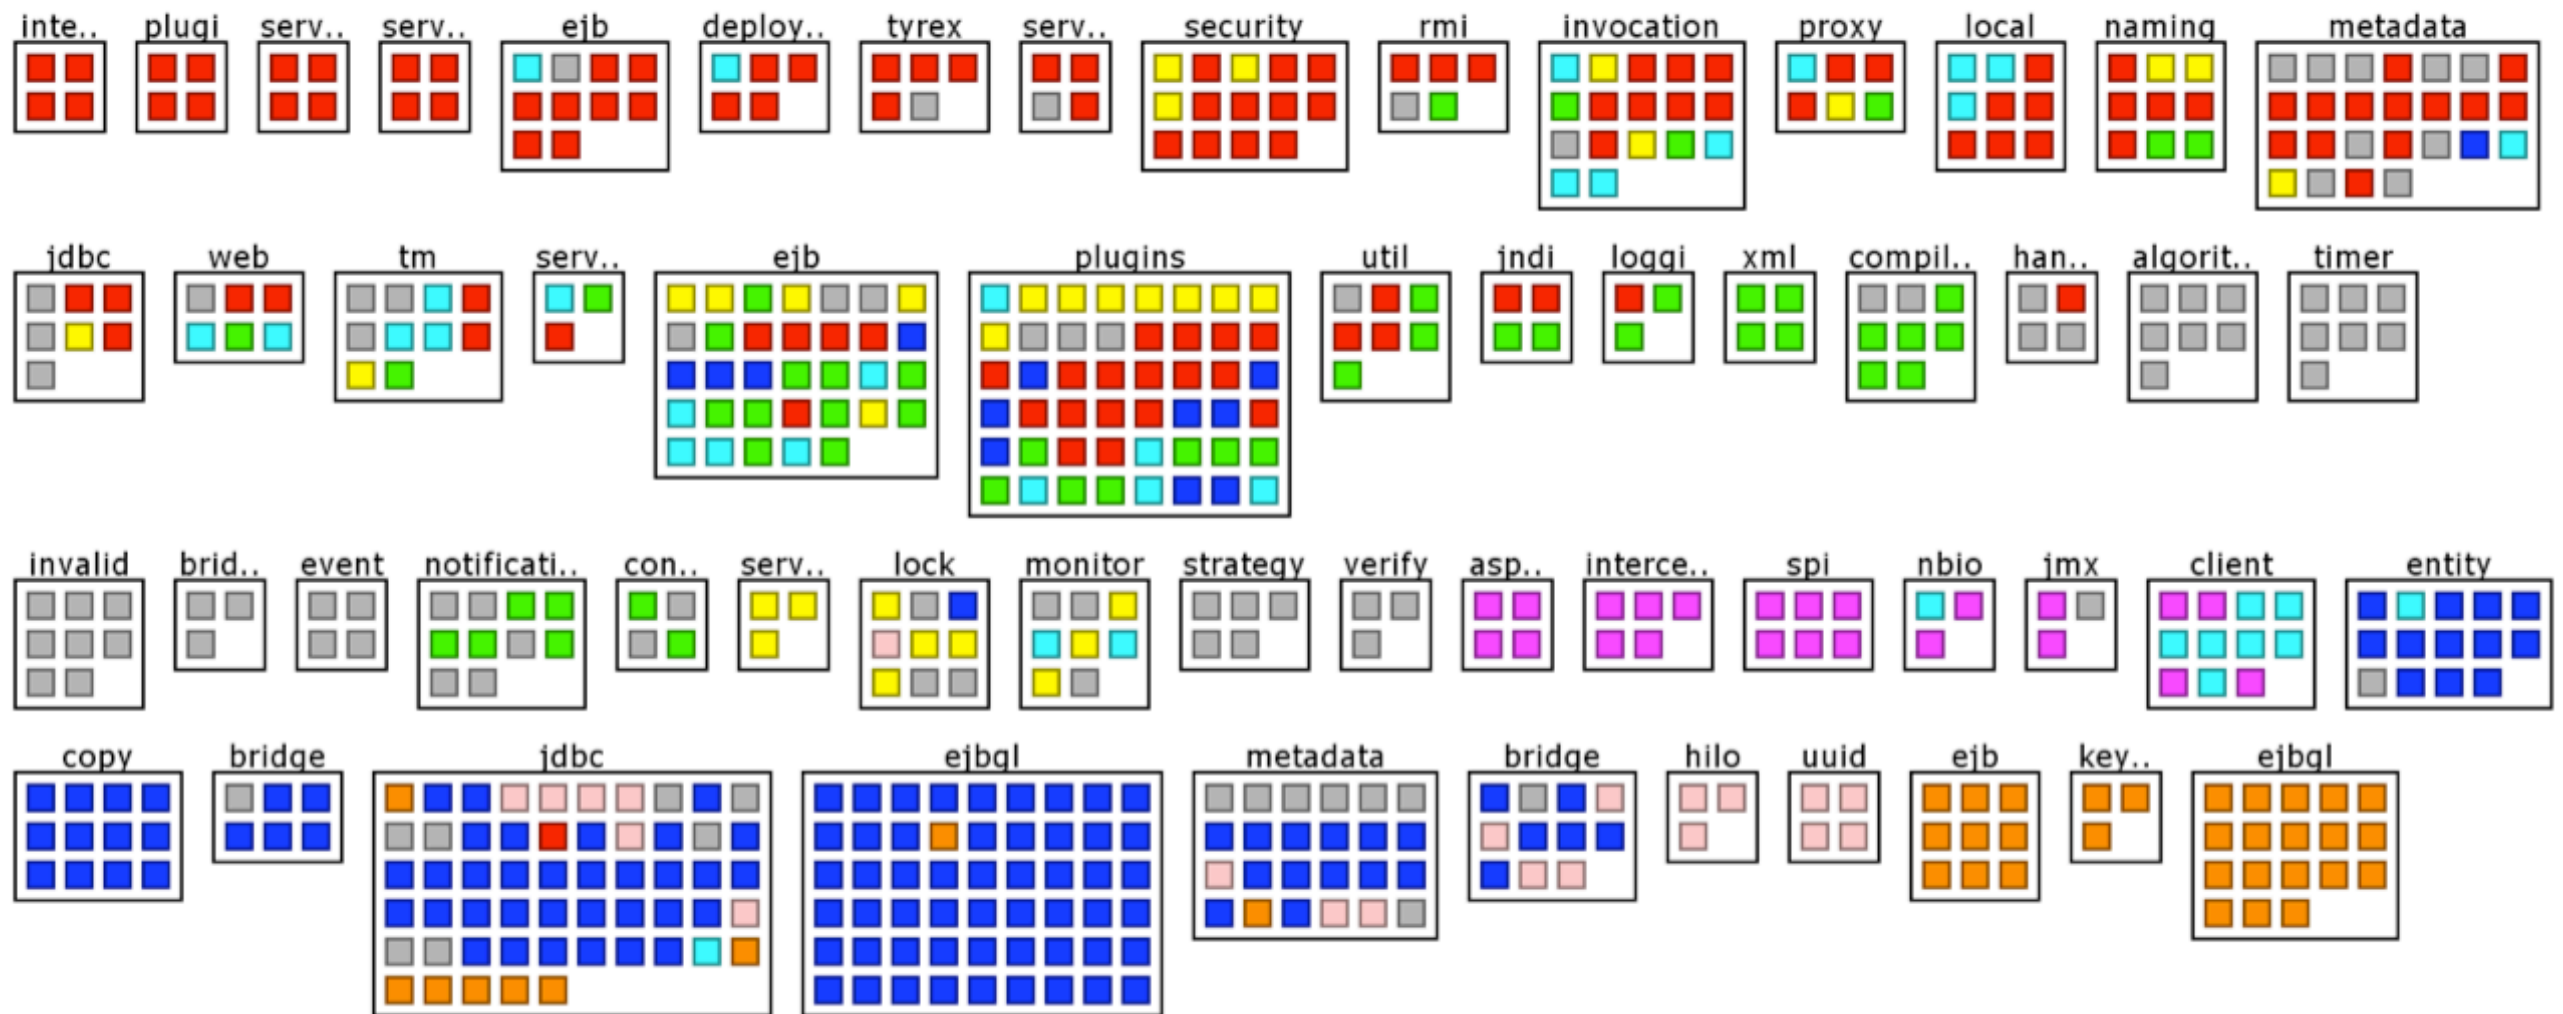 inte.. plugi serv.. serv.. ejb deploy.. tyrex serv.. security rmi invocation proxy local naming metadata
jdbc web tm serv.. ejb plugins util jndi loggi xml compil.. han.. algorit.. timer
invalid brid.. event notificati.. con.. serv.. lock monitor strategy verify asp.. interce.. spi nbio jmx client entity
copy bridge jdbc ejbql metadata bridge hilo uuid ejb key.. ejbql